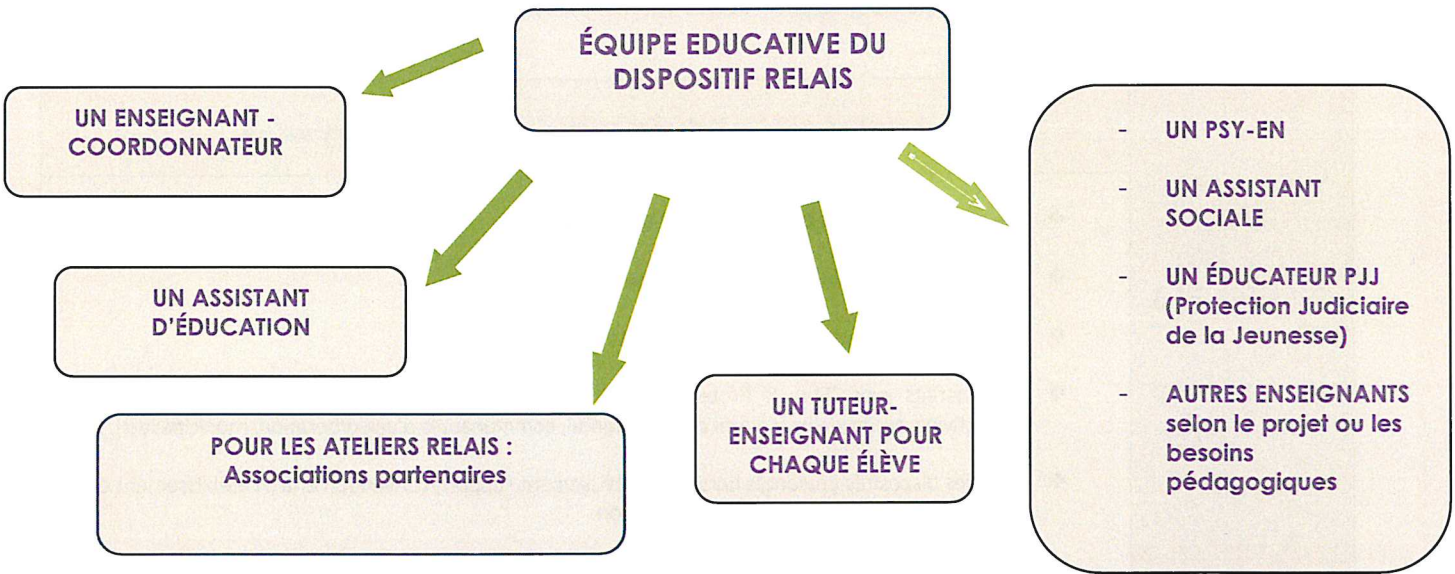 ÉQUIPE EDUCATIVE DU
DISPOSITIF RELAIS
UN ENSEIGNANT -
COORDONNATEUR
UN ASSISTANT
D'ÉDUCATION
POUR LES ATELIERS RELAIS :
Associations partenaires
UN TUTEUR-
ENSEIGNANT POUR
CHAQUE ÉLÈVE
- UN PSY-EN
- UN ASSISTANT
SOCIALE
- UN ÉDUCATEUR PJJ
(Protection Judiciaire
de la Jeunesse)
- AUTRES ENSEIGNANTS
selon le projet ou les
besoins
pédagogiques